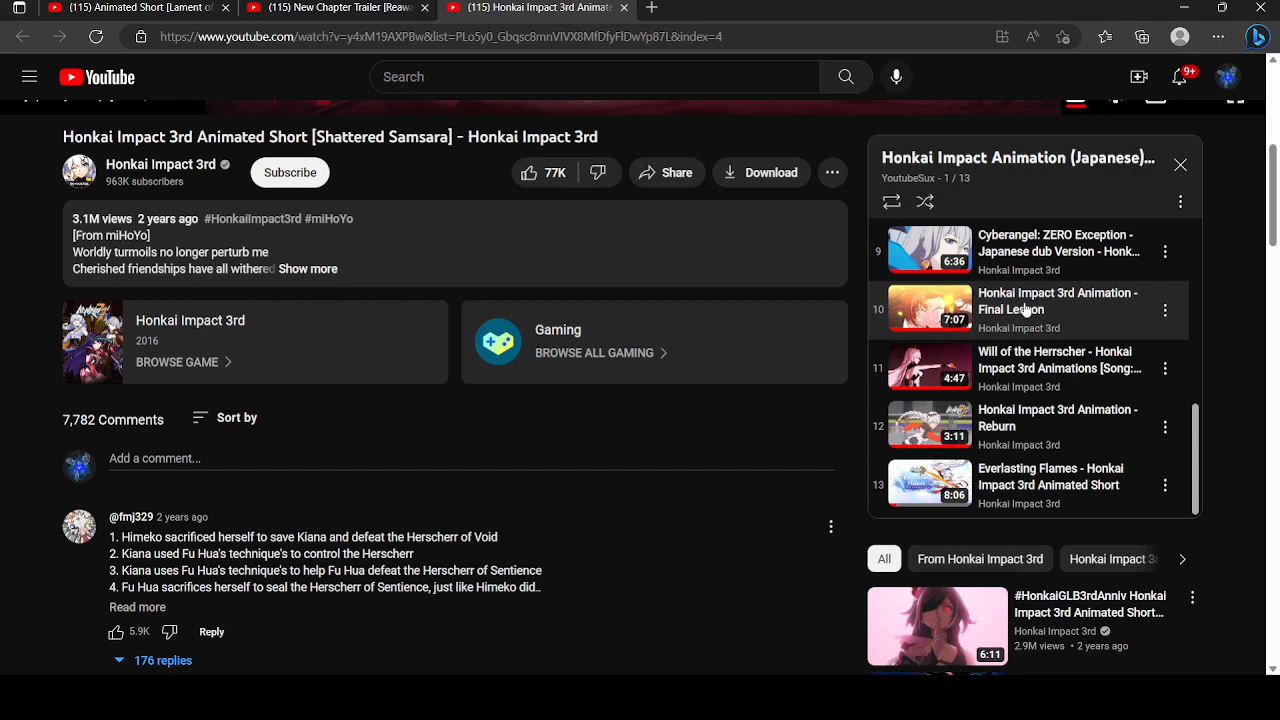 (115) Animated Short [Lament of
(115) New Chapter Trailer [Reawa
(115) Honkai Impact 3rd Animate
https://www.youtube.com/watch?v=y4xM19AXPBw&list=PLo5y0_Gbqsc8mnVIVX8MfDfyFlDwYp87L&index=4
YouTube
Search
9+
Honkai Impact 3rd Animated Short [Shattered Samsara] - Honkai Impact 3rd
Honkai Impact 3rd
963K subscribers
Subscribe
77K
Share
Download
3.1M views 2 years ago #HonkaiImpact3rd #miHoYo
[From miHoYo]
Worldly turmoils no longer perturb me
Cherished friendships have all withered Show more
Honkai Impact 3rd
2016
BROWSE GAME
Gaming
BROWSE ALL GAMING
7,782 Comments
Sort by
Add a comment...
@fmj329 2 years ago
1. Himeko sacrificed herself to save Kiana and defeat the Herscher of Void
2. Kiana used Fu Hua's technique's to control the Herscherr
3. Kiana uses Fu Hua's technique's to help Fu Hua defeat the Herscherr of Sentience
4. Fu Hua sacrifices herself to seal the Herscherr of Sentience, just like Himeko did...
Read more
5.9K
Reply
176 replies
Honkai Impact Animation (Japanese)...
YoutubeSux - 1 / 13
9
6:36
Cyberangel: ZERO Exception -
Japanese dub Version - Honk...
Honkai Impact 3rd
10
7:07
Honkai Impact 3rd Animation -
Final Lesson
Honkai Impact 3rd
11
4:47
Will of the Herrscher - Honkai
Impact 3rd Animations [Song:...
Honkai Impact 3rd
12
3:11
Honkai Impact 3rd Animation -
Reburn
Honkai Impact 3rd
13
8:06
Everlasting Flames - Honkai
Impact 3rd Animated Short
Honkai Impact 3rd
All
From Honkai Impact 3rd
Honkai Impact 3
6:11
#HonkaiGLB3rdAnniv Honkai
Impact 3rd Animated Short...
Honkai Impact 3rd
2.9M views • 2 years ago